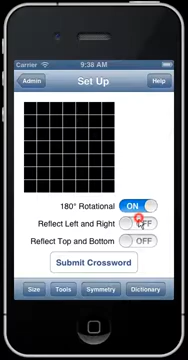 Carrier 9:38 AM
Admin Set Up Help
180° Rotational ON
Reflect Left and Right OFF
Reflect Top and Bottom OFF
Submit Crossword
Size Tools Symmetry Dictionary